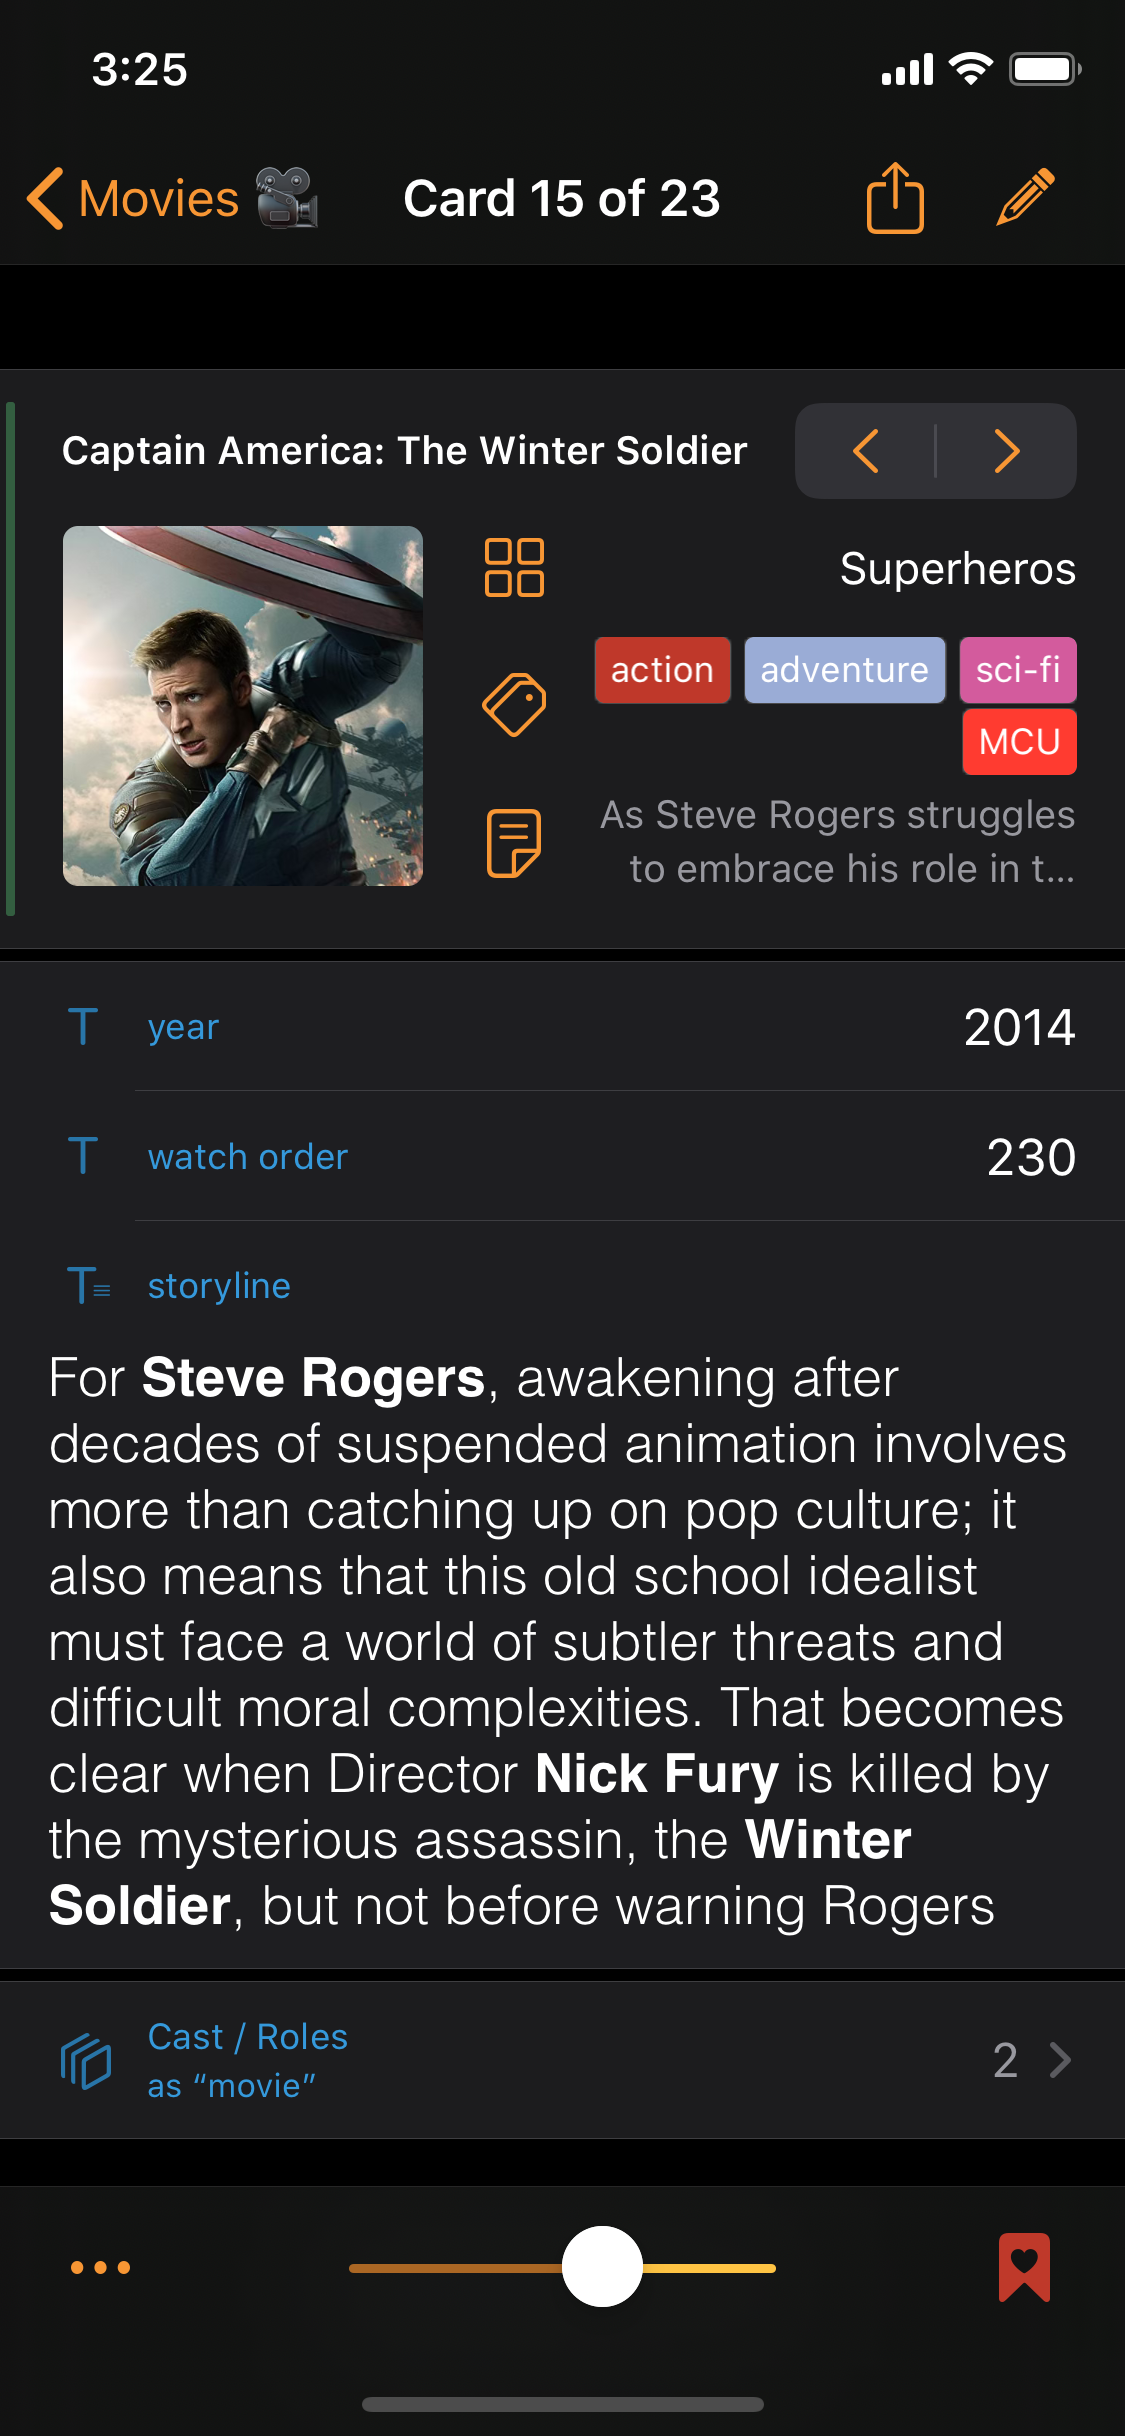 3:25
Movies
Card 15 of 23
Captain America: The Winter Soldier
Superheros
action adventure sci-fi
MCU
As Steve Rogers struggles
to embrace his role in t...
year 2014
watch order 230
storyline
For Steve Rogers, awakening after
decades of suspended animation involves
more than catching up on pop culture; it
also means that this old school idealist
must face a world of subtler threats and
difficult moral complexities. That becomes
clear when Director Nick Fury is killed by
the mysterious assassin, the Winter
Soldier, but not before warning Rogers
Cast / Roles
as “movie”
2